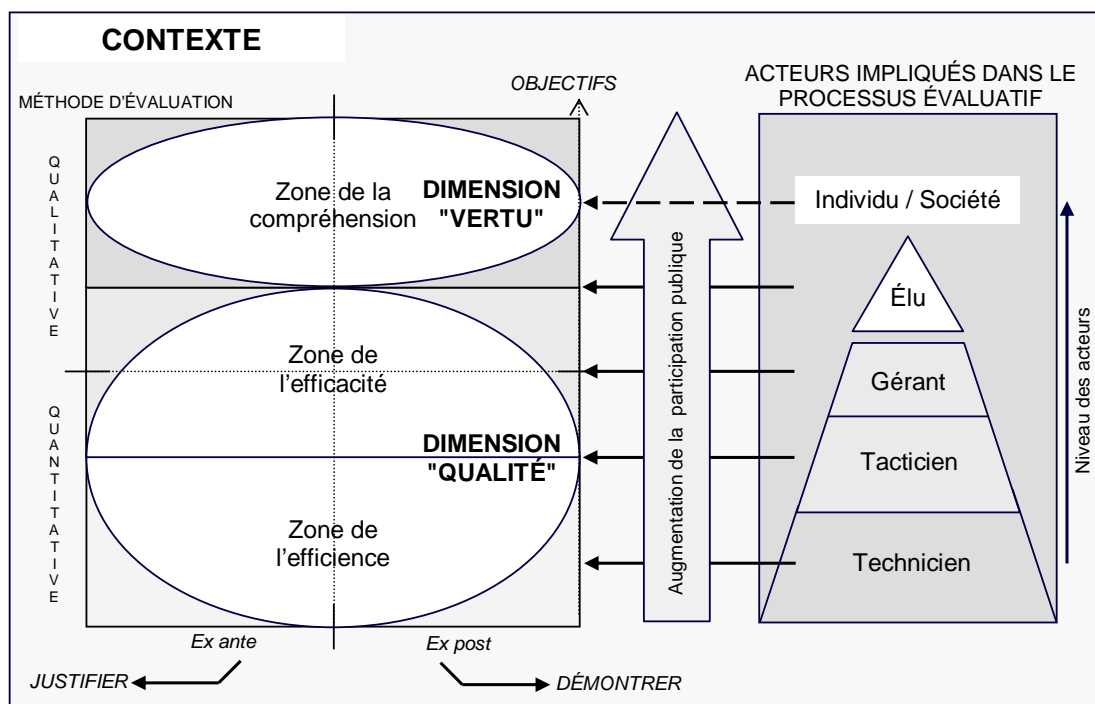 CONTEXTE
OBJECTIFS
ACTEURS IMPLIQUÉS DANS LE
PROCESSUS ÉVALUATIF
MÉTHODE D'ÉVALUATION
QUALITATIVE
QUANTITATIVE
Zone de la
compréhension
DIMENSION
"VERTU"
Zone de
l'efficacité
DIMENSION
"QUALITÉ"
Zone de
l'efficience
Augmentation de la participation publique
Individu / Société
Élu
Gérant
Tacticien
Technicien
Niveau des acteurs
Ex ante
Ex post
JUSTIFIER
DÉMONTRER